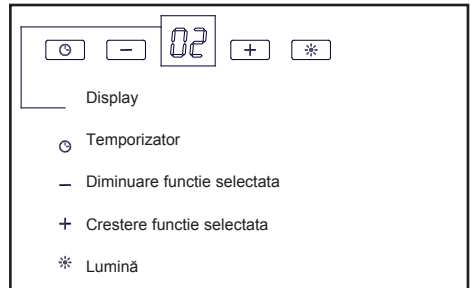 02
Display
Temporizator
– Diminuare functie selectata
+ Crestere functie selectata
Lumină